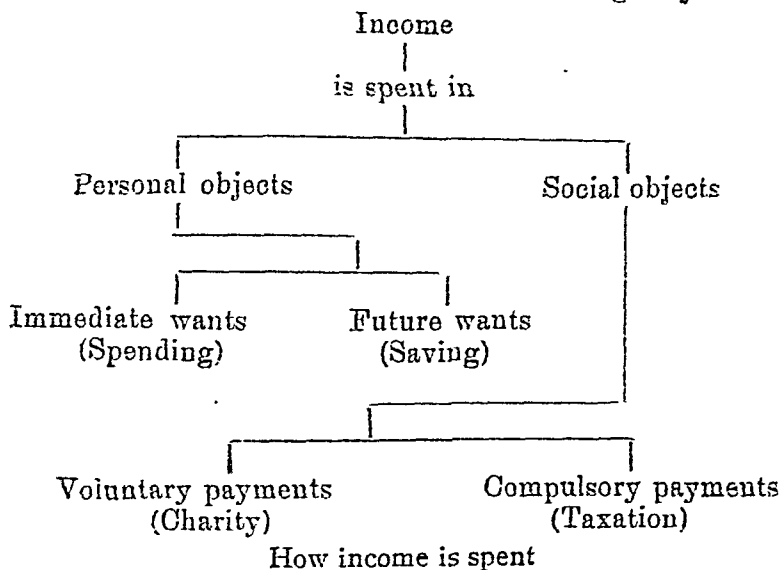 Income
is spent in
Personal objects Social objects
Immediate wants Future wants
(Spending) (Saving)
Voluntary payments Compulsory payments
(Charity) (Taxation)
How income is spent